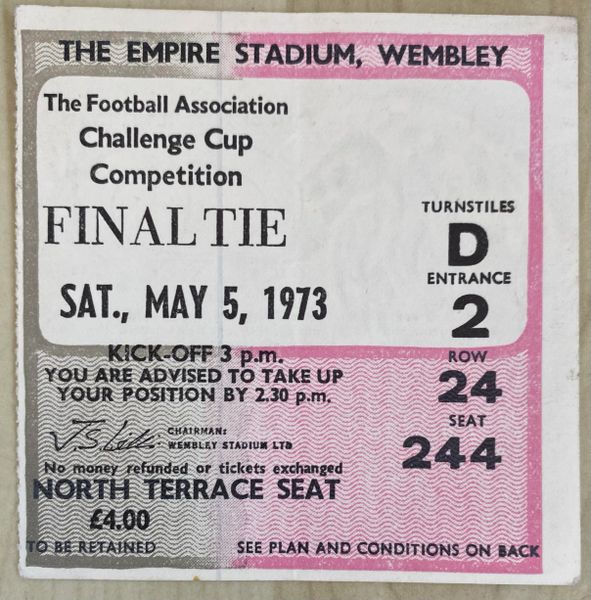 THE EMPIRE STADIUM, WEMBLEY
The Football Association
Challenge Cup
Competition
FINAL TIE
SAT., MAY 5, 1973
KICK-OFF 3 p.m.
YOU ARE ADVISED TO TAKE UP
YOUR POSITION BY 2.30 p.m.
CHAIRMAN:
WEMBLEY STADIUM LTD
No money refunded or tickets exchanged
NORTH TERRACE SEAT
£4.00
TO BE RETAINED
TURNSTILES
D
ENTRANCE
2
ROW
24
SEAT
244
SEE PLAN AND CONDITIONS ON BACK